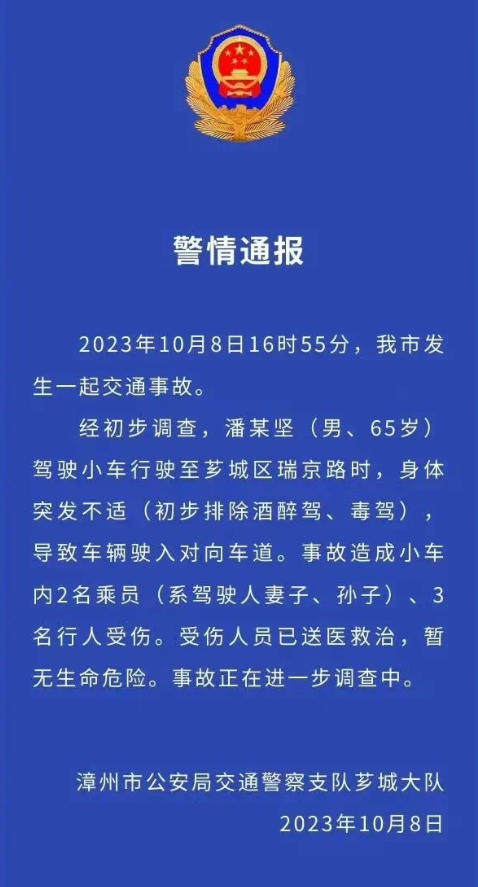 警情通报
2023年10月8日16时55分，我市发
生一起交通事故。
经初步调查，潘某坚（男、65岁）
驾驶小车行驶至芗城区瑞京路时，身体
突发不适（初步排除酒醉驾、毒驾），
导致车辆驶入对向车道。事故造成小车
内2名乘员（系驾驶人妻子、孙子）、3
名行人受伤。受伤人员已送医救治，暂
无生命危险。事故正在进一步调查中。
漳州市公安局交通警察支队芗城大队
2023年10月8日